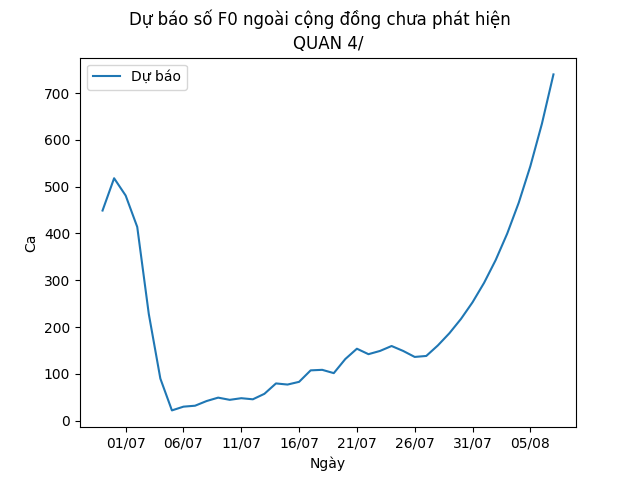 Dự báo số F0 ngoài cộng đồng chưa phát hiện
QUAN 4/
Dự báo
700
600
500
400
300
200
100
0
Ca
01/07 06/07 11/07 16/07 21/07 26/07 31/07 05/08
Ngày